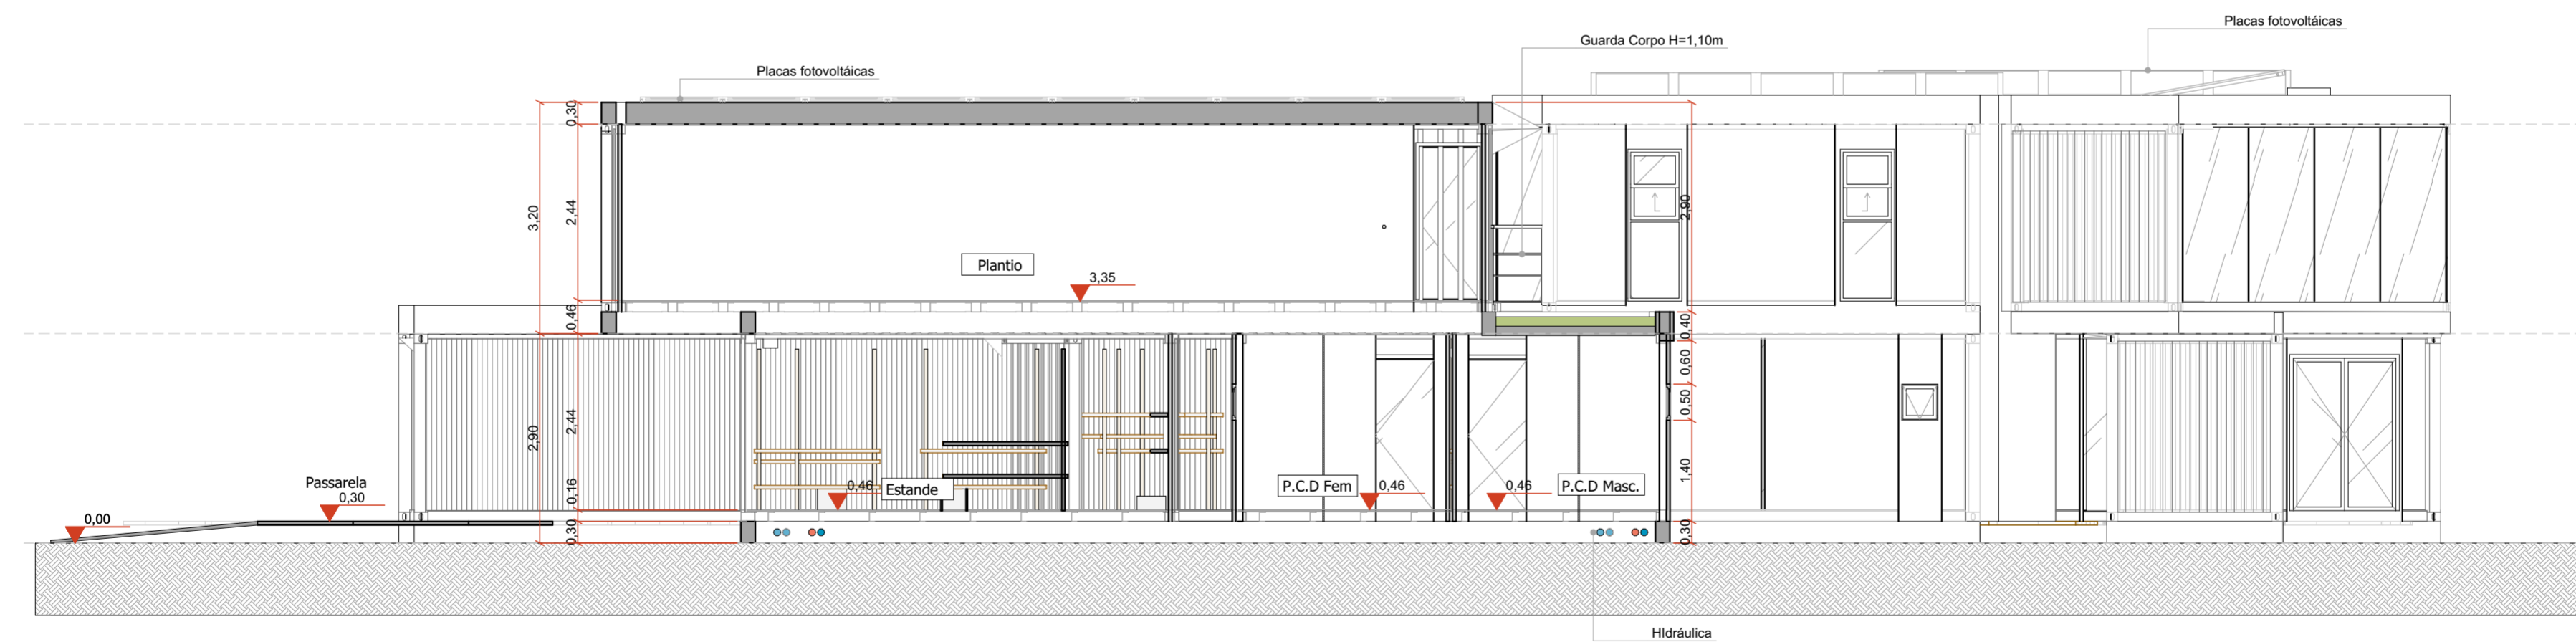 Placas fotovoltáicas
Guarda Corpo H=1,10m
Placas fotovoltáicas
0,30
3,20
2,44
2,90
Plantio
3,35
0,46
0,40
0,60
0,50
2,90
2,44
1,40
Passarela
0,30
0,16
0,46
Estande
P.C.D Fem
0,46
0,46
P.C.D Masc.
0,00
0,30
0,30
HIdráulica